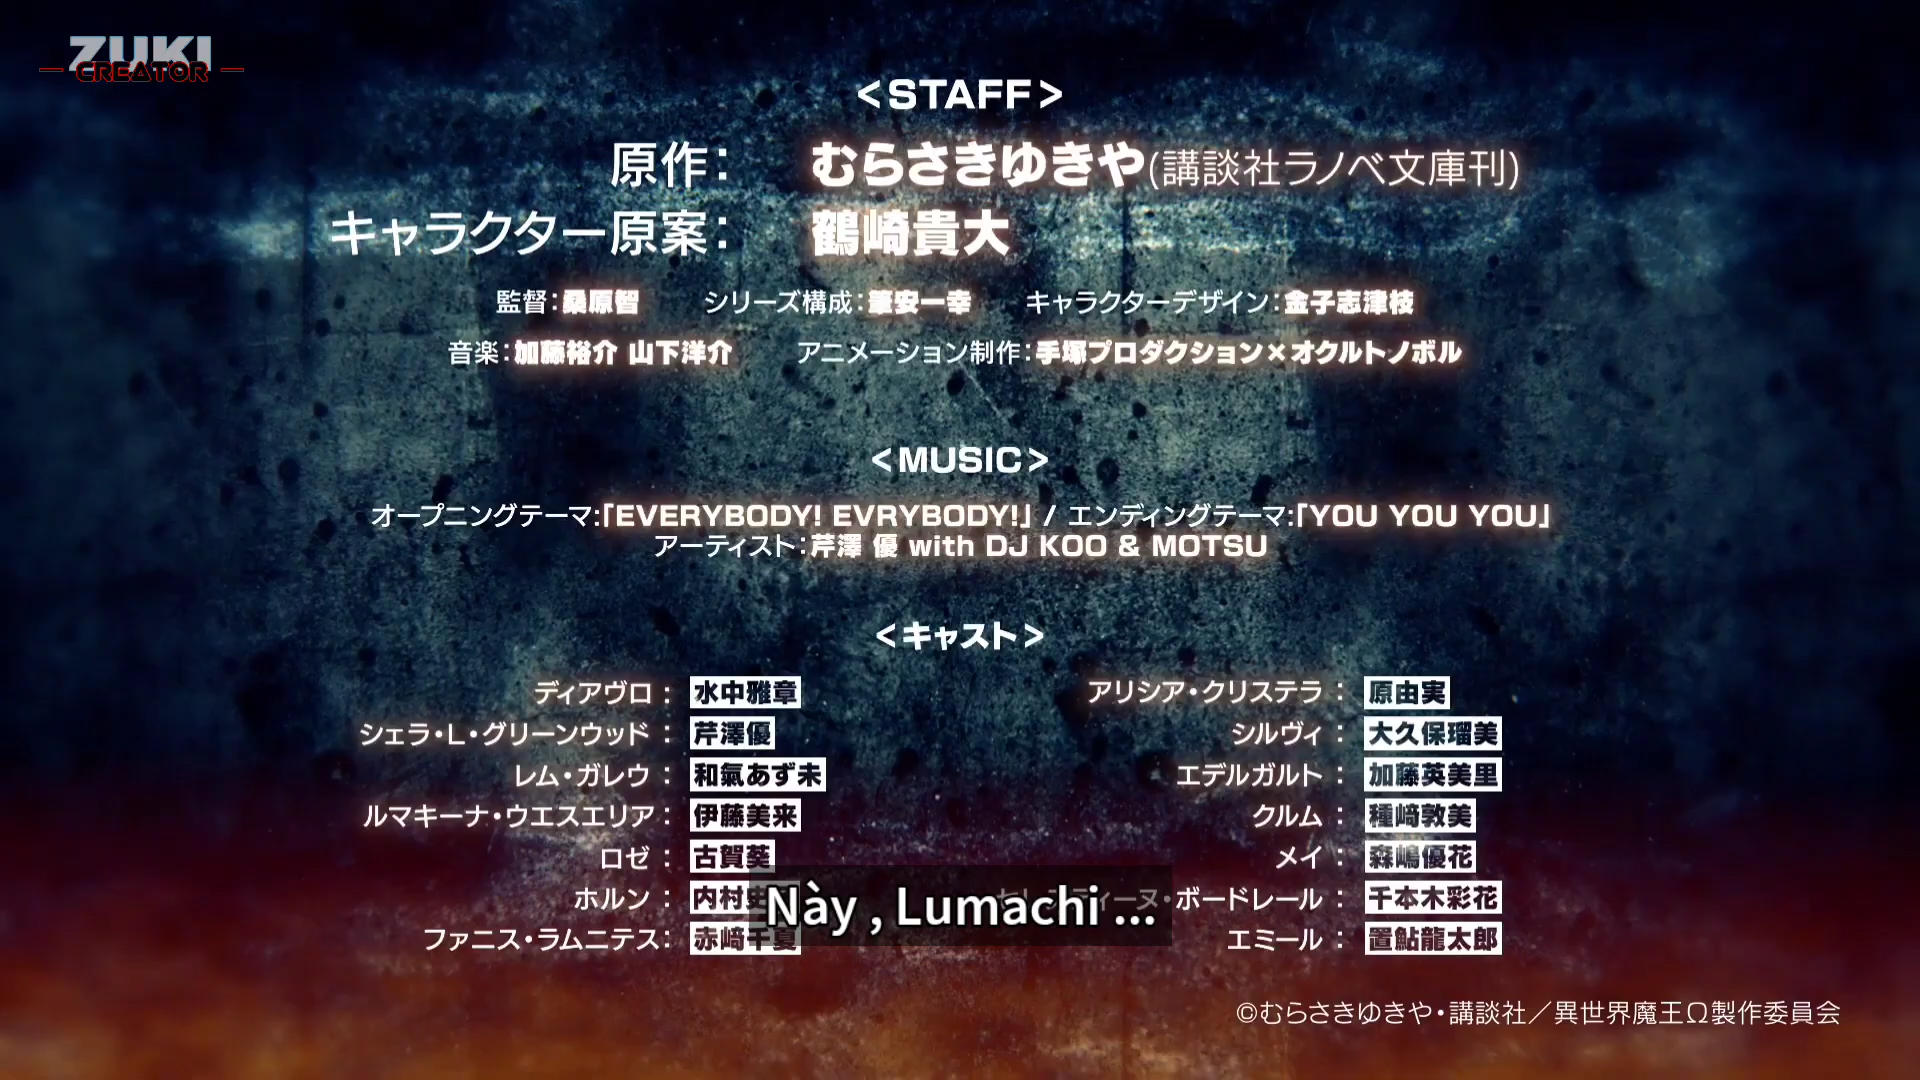 ZUKI
CREATOR
<STAFF>
原作: むらさきゆきや(講談社ラノベ文庫刊)
キャラクター原案: 鶴崎貴大
監督:桑原智 シリーズ構成:筆安一幸 キャラクターデザイン:金子志津枝
音楽:加藤裕介 山下洋介 アニメーション制作:手塚プロダクション×オクルトノボル
<MUSIC>
オープニングテーマ:「EVERYBODY! EVRYBODY!」 / エンディングテーマ:「YOU YOU YOU」
アーティスト:芹澤 優 with DJ KOO & MOTSU
<キャスト>
ディアヴロ : 水中雅章
シェラ・L・グリーンウッド : 芹澤優
レム・ガレウ : 和氣あず未
ルマキーナ・ウエスエリア : 伊藤美来
ロゼ : 古賀葵
ホルン : 内村
ファニス・ラムニテス: 赤﨑千夏
アリシア・クリステラ : 原由実
シルヴィ : 大久保瑠美
エデルガルト : 加藤英美里
クルム : 種﨑敦美
メイ : 森嶋優花
セレスティーヌ・ボードレール : 千本木彩花
エミール : 置鮎龍太郎
Này , Lumachi ...
©むらさきゆきや・講談社／異世界魔王Ω製作委員会